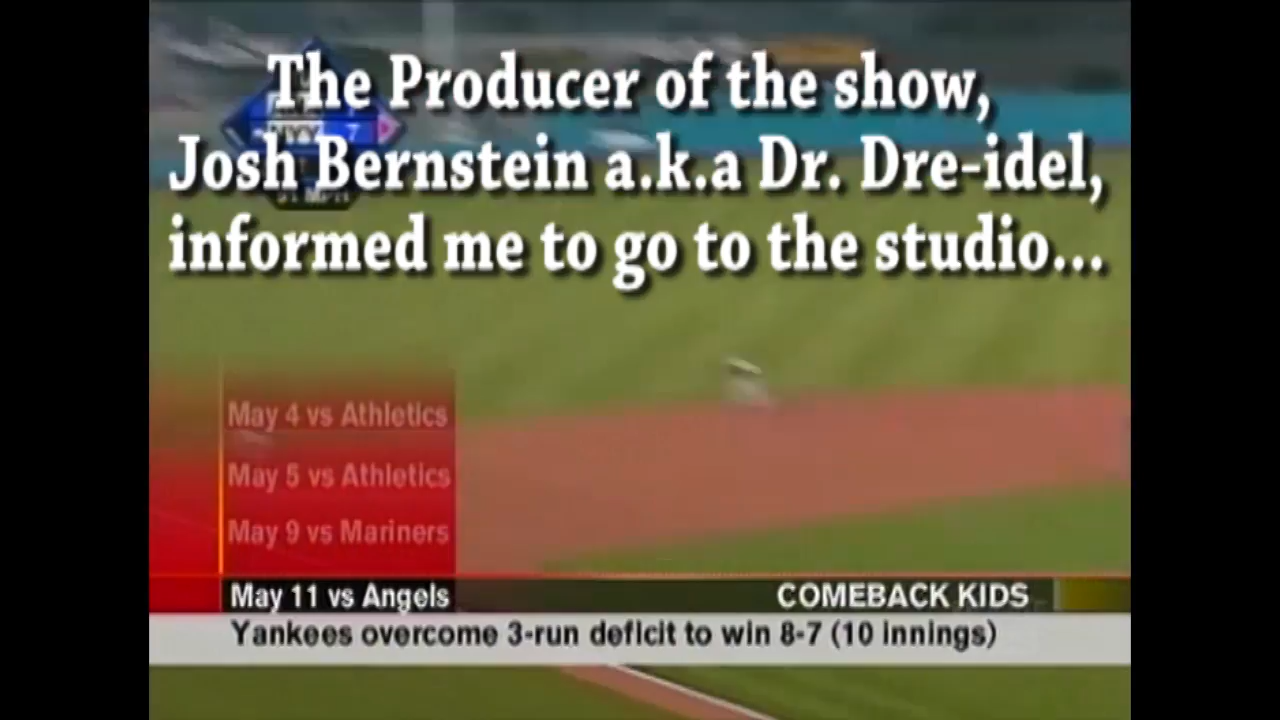 The Producer of the show,
Josh Bernstein a.k.a Dr. Dre-idel,
informed me to go to the studio...
7
May 4 vs Athletics
May 5 vs Athletics
May 9 vs Mariners
May 11 vs Angels
COMEBACK KIDS
Yankees overcome 3-run deficit to win 8-7 (10 innings)